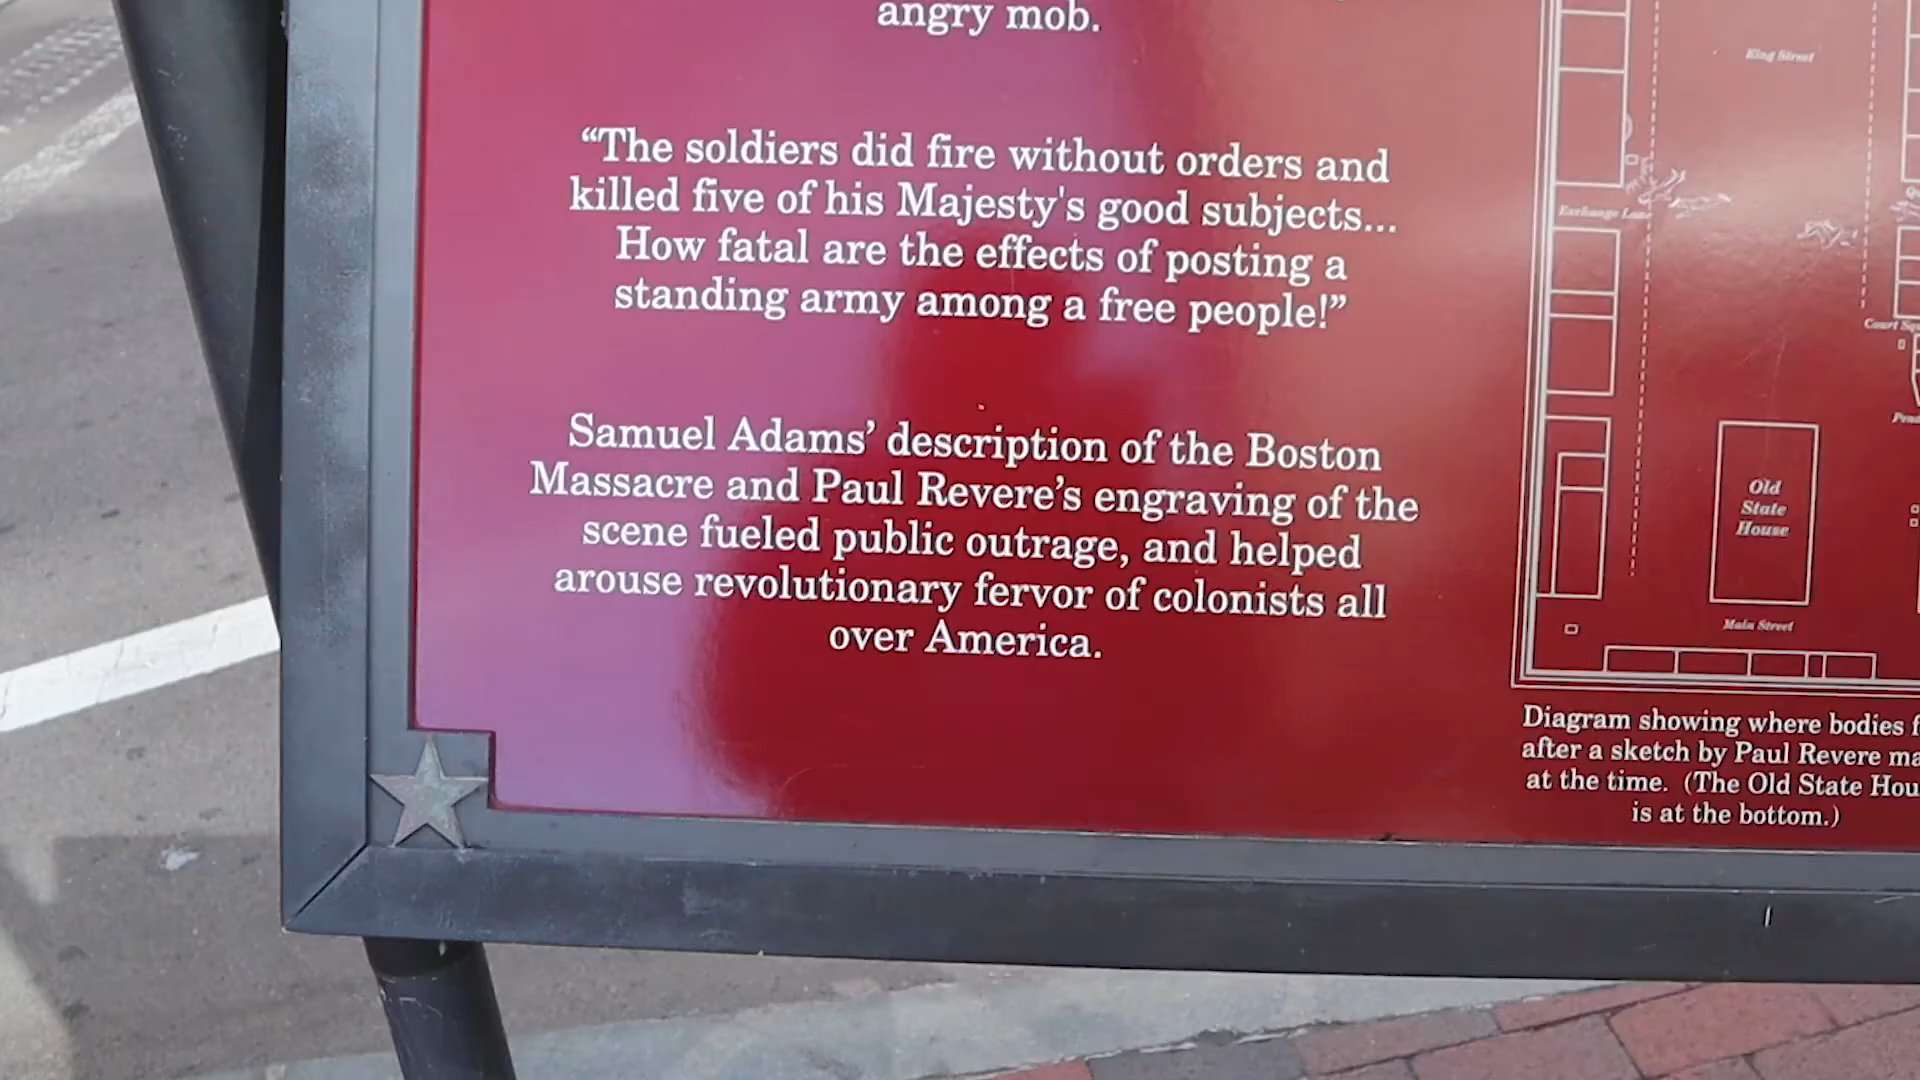 angry mob.
“The soldiers did fire without orders and
killed five of his Majesty's good subjects...
How fatal are the effects of posting a
standing army among a free people!”
Samuel Adams’ description of the Boston
Massacre and Paul Revere’s engraving of the
scene fueled public outrage, and helped
arouse revolutionary fervor of colonists all
over America.
King Street
Exchange Lane
Court Sq
Old
State
House
Main Street
Diagram showing where bodies f
after a sketch by Paul Revere ma
at the time. (The Old State Hou
is at the bottom.)